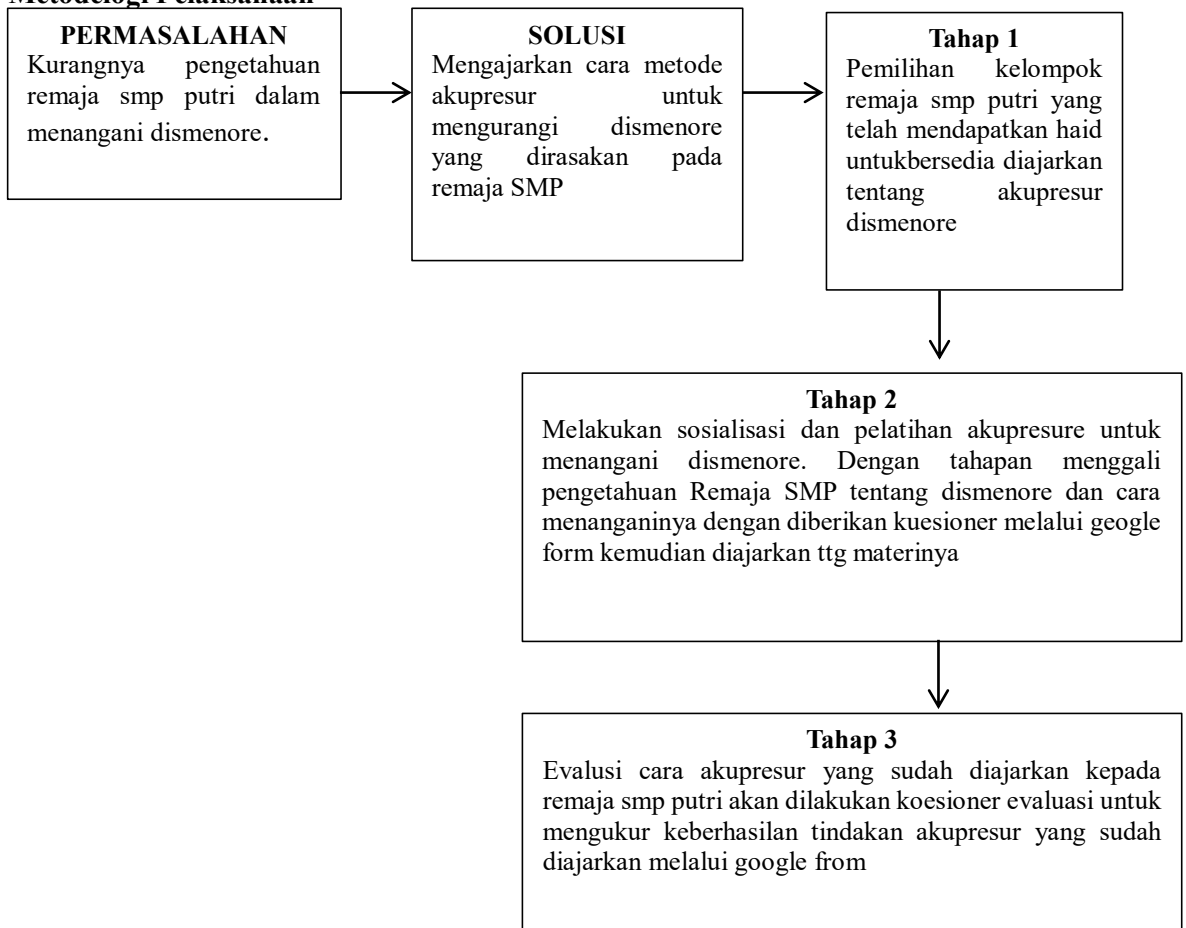 Metodelogi Pelaksanaan
PERMASALAHAN
Kurangnya pengetahuan
remaja smp putri dalam
menangani dismenore.
SOLUSI
Mengajarkan cara metode
akupresur untuk
mengurangi dismenore
yang dirasakan pada
remaja SMP
Tahap 1
Pemilihan kelompok
remaja smp putri yang
telah mendapatkan haid
untukbersedia diajarkan
tentang akupresur
dismenore
Tahap 2
Melakukan sosialisasi dan pelatihan akupresure untuk
menangani dismenore. Dengan tahapan menggali
pengetahuan Remaja SMP tentang dismenore dan cara
menanganinya dengan diberikan kuesioner melalui geogle
form kemudian diajarkan ttg materinya
Tahap 3
Evalusi cara akupresur yang sudah diajarkan kepada
remaja smp putri akan dilakukan koesioner evaluasi untuk
mengukur keberhasilan tindakan akupresur yang sudah
diajarkan melalui google from